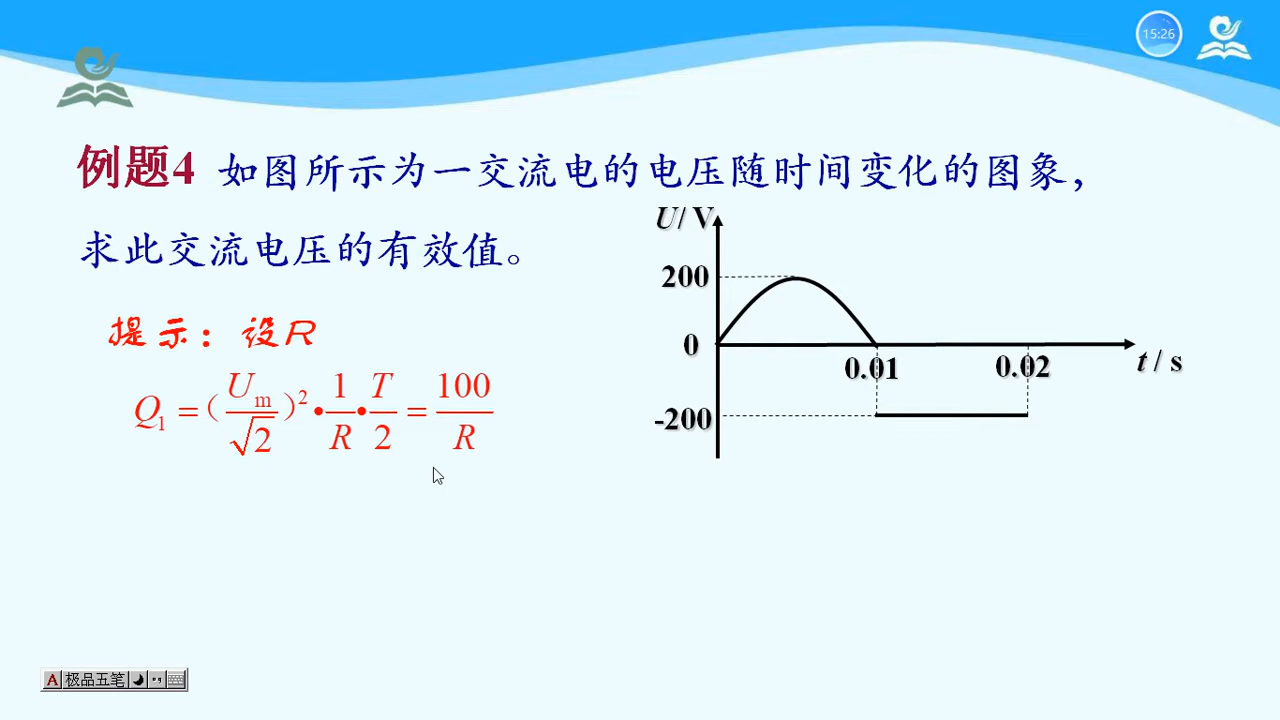 15:26
例题4 如图所示为一交流电的电压随时间变化的图象，
求此交流电压的有效值。
提示：设R
Q₁ = (Uₘ/√2)²•1/R•T/2 = 100/R
U/ V
200
0
0.01
0.02
t / s
-200
A 极品五笔